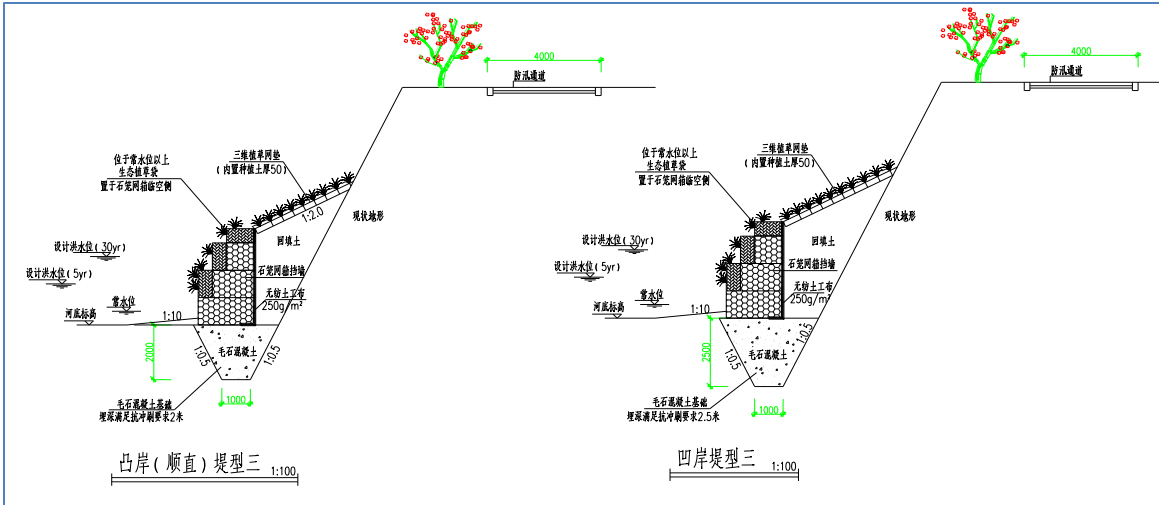 4000
防汛通道
位于常水位以上
生态植草袋
置于石笼网箱临空侧
三维植草网垫
(内置种植土厚50)
1:2.0
现状地形
回填土
设计洪水位(30yr)
设计洪水位(5yr)
石笼网箱挡墙
无纺土工布
250g/m²
常水位
河底标高
1:10
2000
1:0.5
毛石混凝土
1:0.5
1000
毛石混凝土基础
埋深满足抗冲刷要求2米
凸岸(顺直)堤型三 1:100
4000
防汛通道
位于常水位以上
生态植草袋
置于石笼网箱临空侧
三维植草网垫
(内置种植土厚50)
现状地形
回填土
设计洪水位(30yr)
设计洪水位(5yr)
石笼网箱挡墙
无纺土工布
250g/m²
常水位
河底标高
1:10
2500
1:0.5
毛石混凝土
1:0.5
1000
毛石混凝土基础
埋深满足抗冲刷要求2.5米
凹岸堤型三 1:100